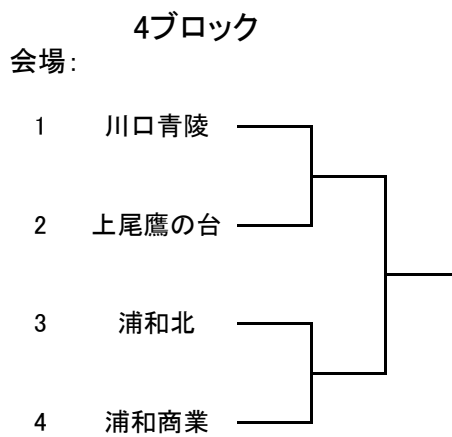 4ブロック
会場:
1 川口青陵
2 上尾鷹の台
3 浦和北
4 浦和商業